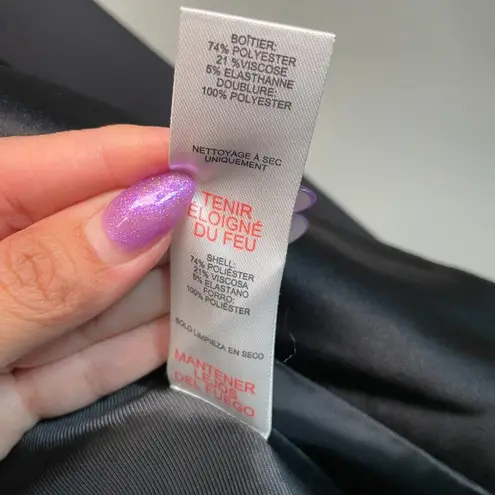 BOÎTIER:
74% POLYESTER
21 %VISCOSE
5% ELASTHANNE
DOUBLURE:
100% POLYESTER
NETTOYAGE À SEC
UNIQUEMENT
TENIR
ÉLOIGNÉ
DU FEU
SHELL:
74% POLIÉSTER
21% VISCOSA
5% ELASTANO
FORRO:
100% POLIÉSTER
SOLO LIMPIEZA EN SECO
MANTENER
LEJOS
DEL FUEGO